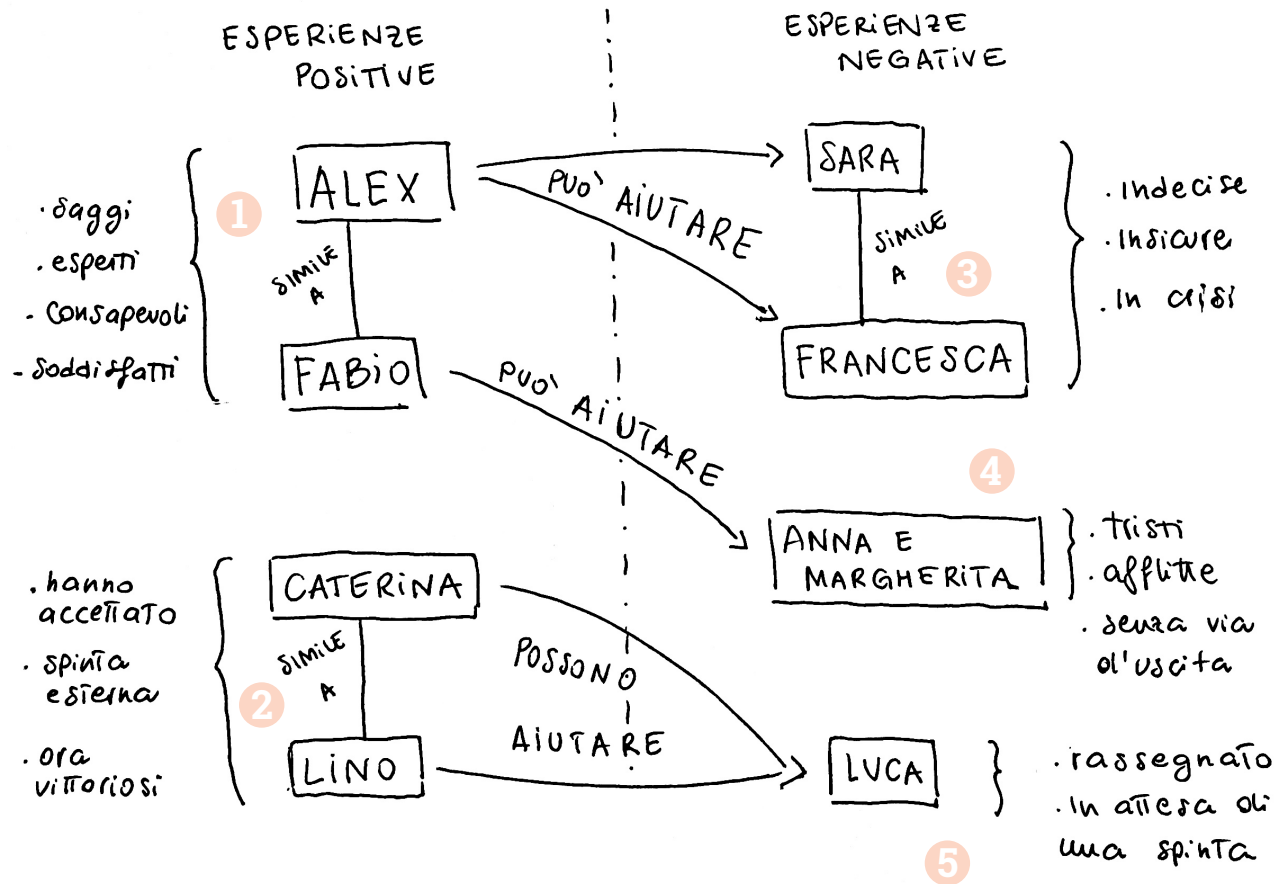 ESPERIENZE
POSITIVE
ESPERIENZE
NEGATIVE
1
· saggi
· esperti
- consapevoli
- soddisfatti
ALEX
SIMILE
A
FABIO
PUO' AIUTARE
SARA
SIMILE
A
3
FRANCESCA
· Indecise
· Insicure
· In crisi
PUO' AIUTARE
4
ANNA E
MARGHERITA
· tristi
· afflitte
· senza via
d'uscita
· hanno
accettato
· spinta
esterna
· ora
vittoriosi
2
CATERINA
SIMILE
A
LINO
POSSONO
AIUTARE
LUCA
5
· rassegnato
· In attesa di
una spinta